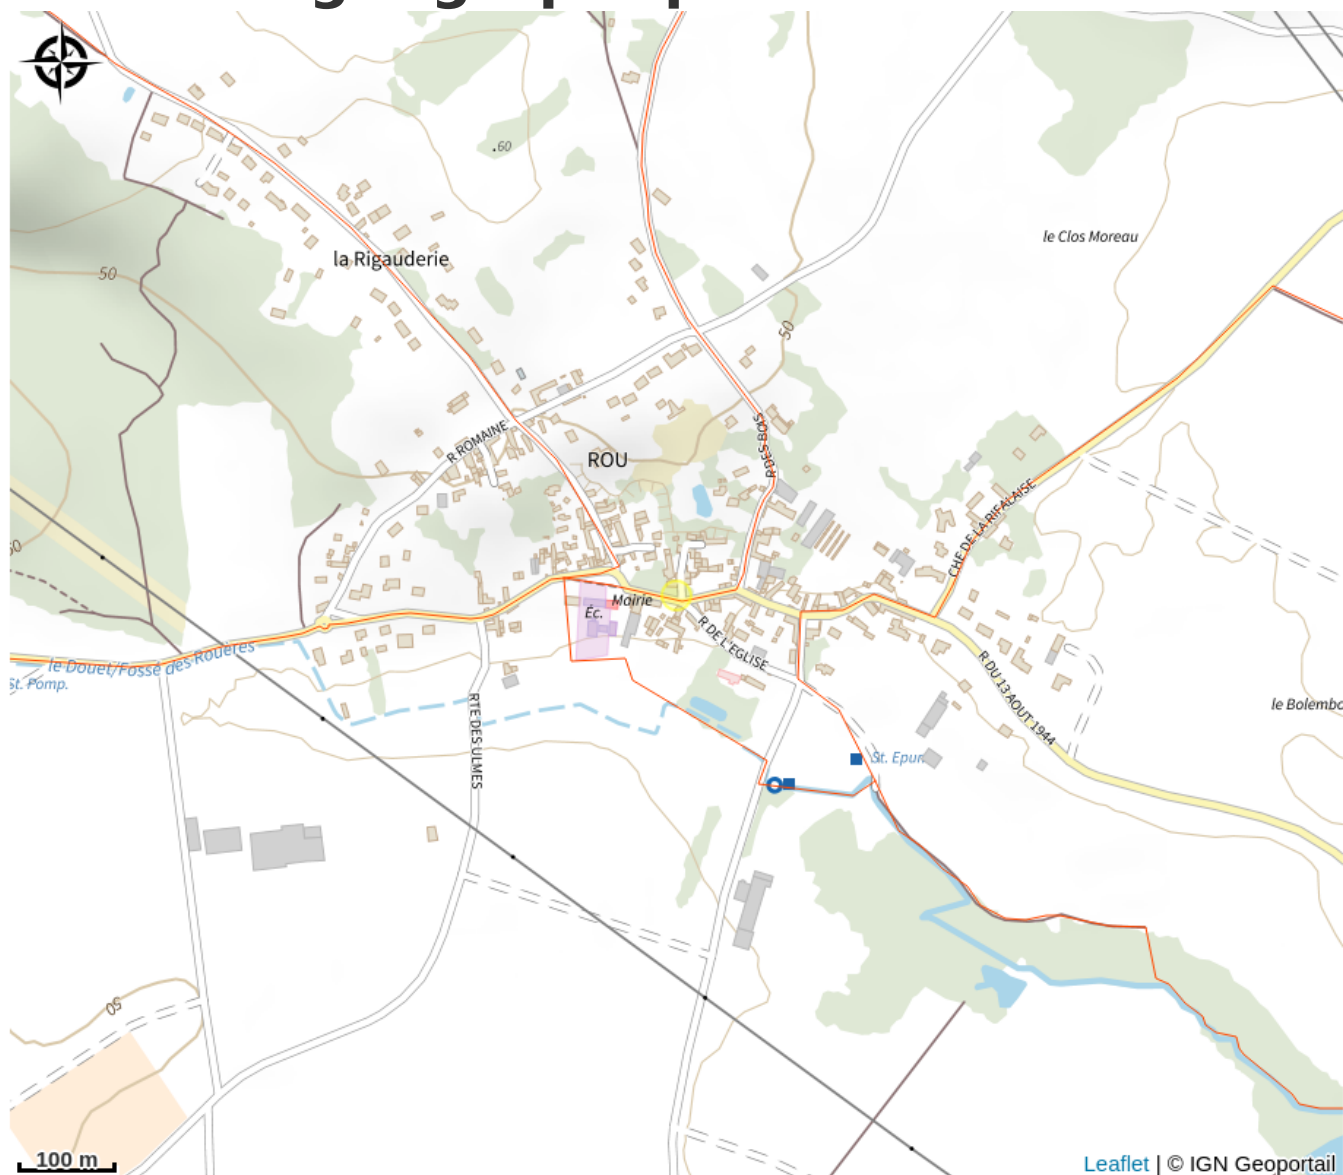 .60
la Rigauderie
le Clos Moreau
50
50
R ROMAINE
ROU
R DES BOIS
CHE DE LA RIFALAISE
50
Mairie
Éc.
R DE L'EGLISE
le Douet/Fossé des Rouères
St. Pomp.
RTE DES ULMES
R DU 13 AOUT 1944
le Bolembo
St. Epur.
50
100 m
Leaflet | © IGN Geoportail